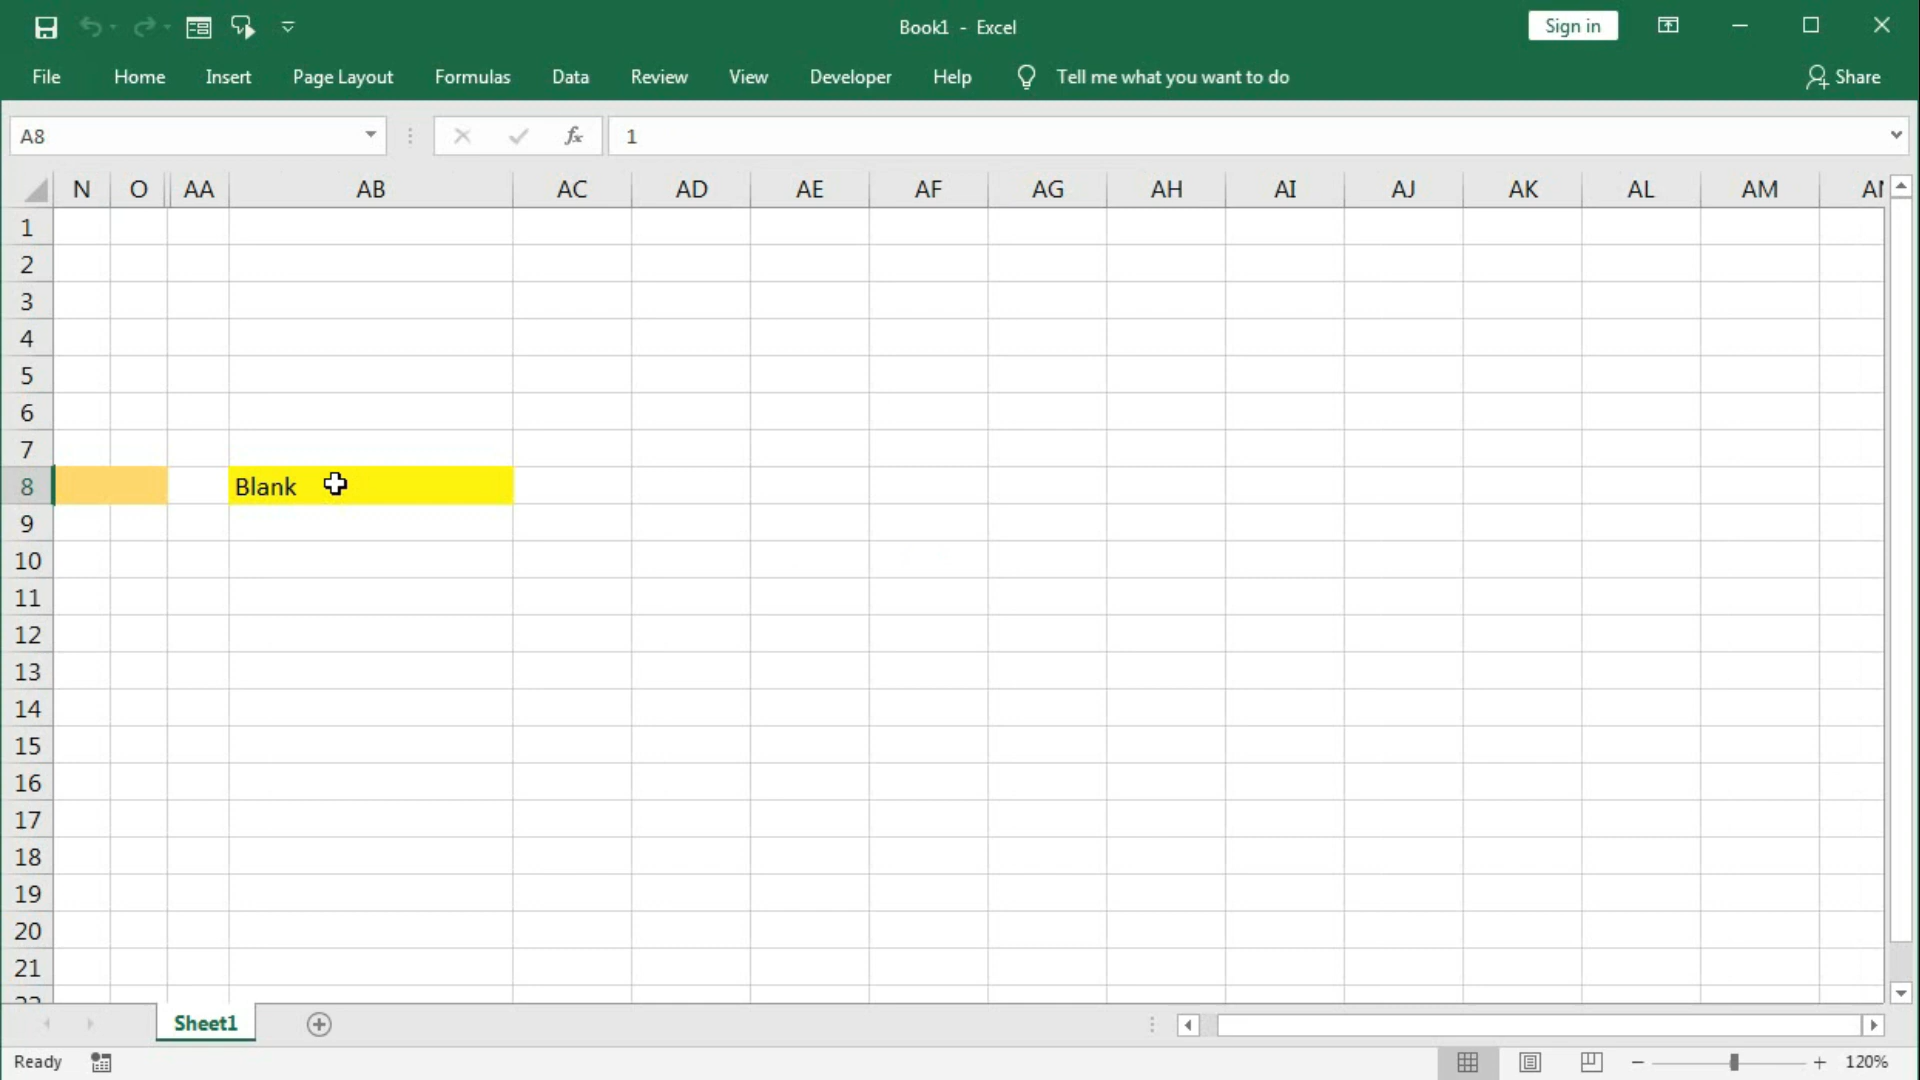 Book1 - Excel
Sign in
File Home Insert Page Layout Formulas Data Review View Developer Help Tell me what you want to do Share
A8 fx 1
N O AA AB AC AD AE AF AG AH AI AJ AK AL AM
1
2
3
4
5
6
7
8 Blank
9
10
11
12
13
14
15
16
17
18
19
20
21
Sheet1
Ready 120%